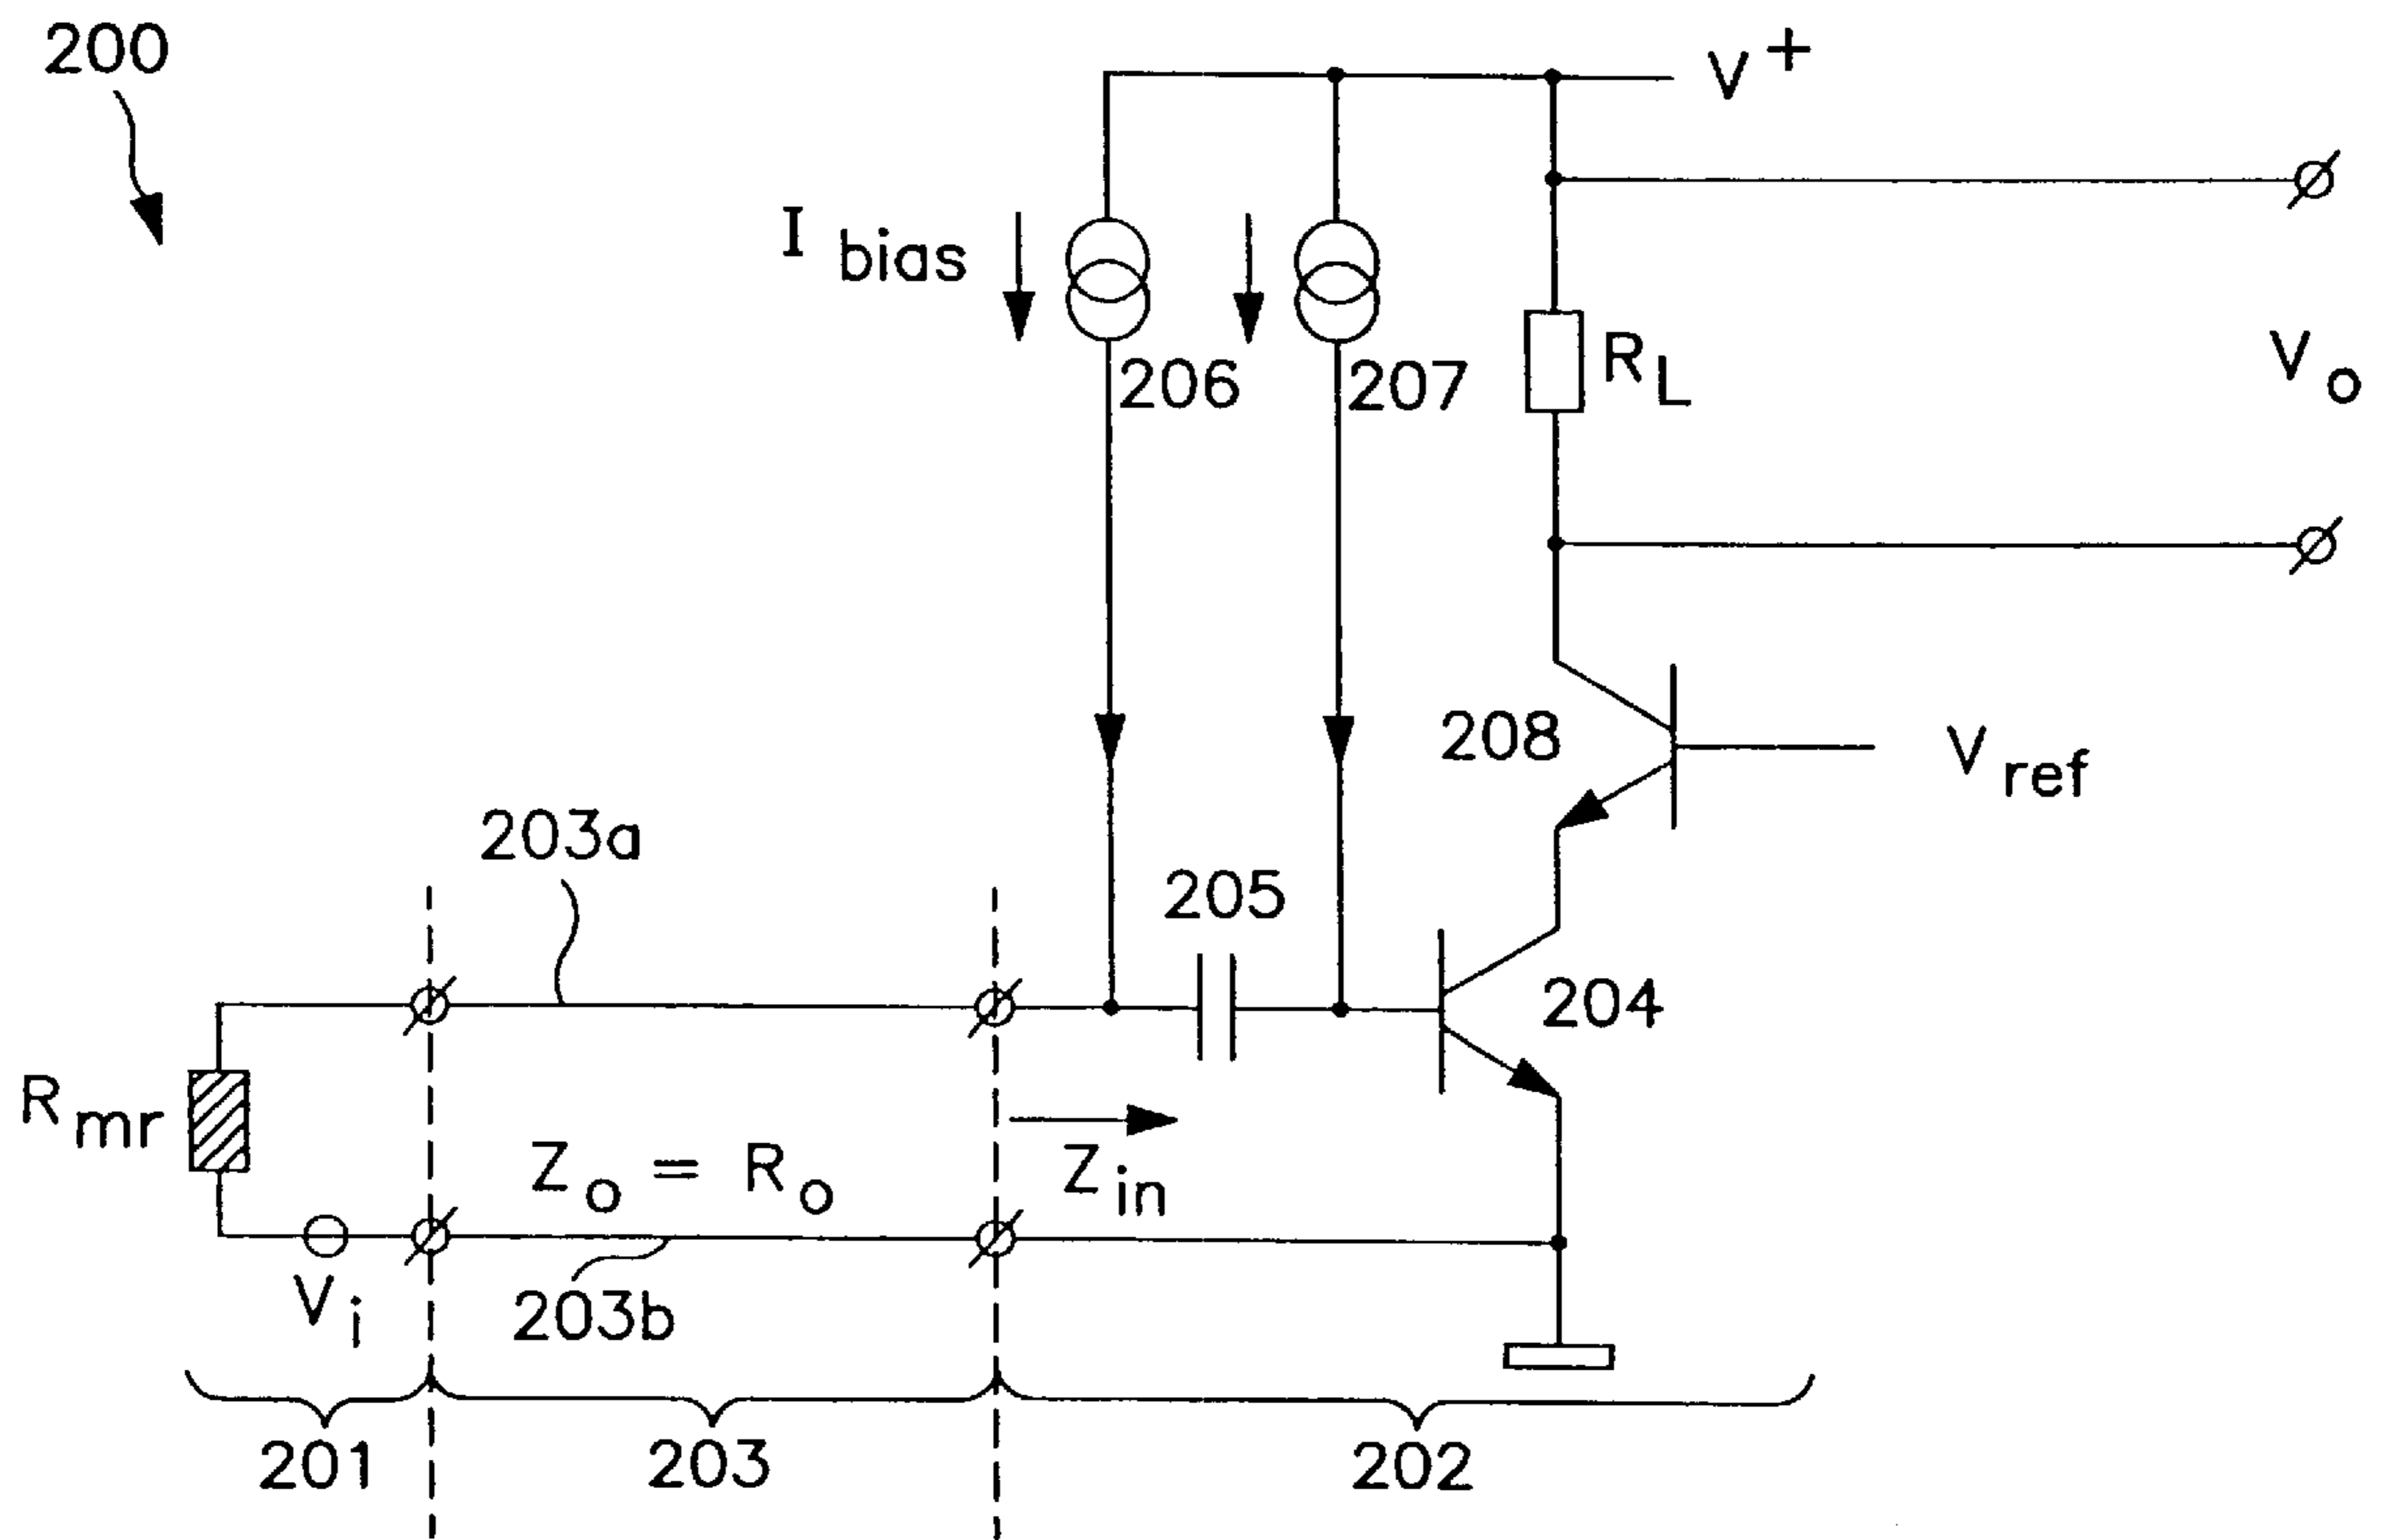 200
V+
I bias
206
207
RL
Vo
208
Vref
203a
205
204
Rmr
Zo = Ro
Zin
Vi
203b
201
203
202